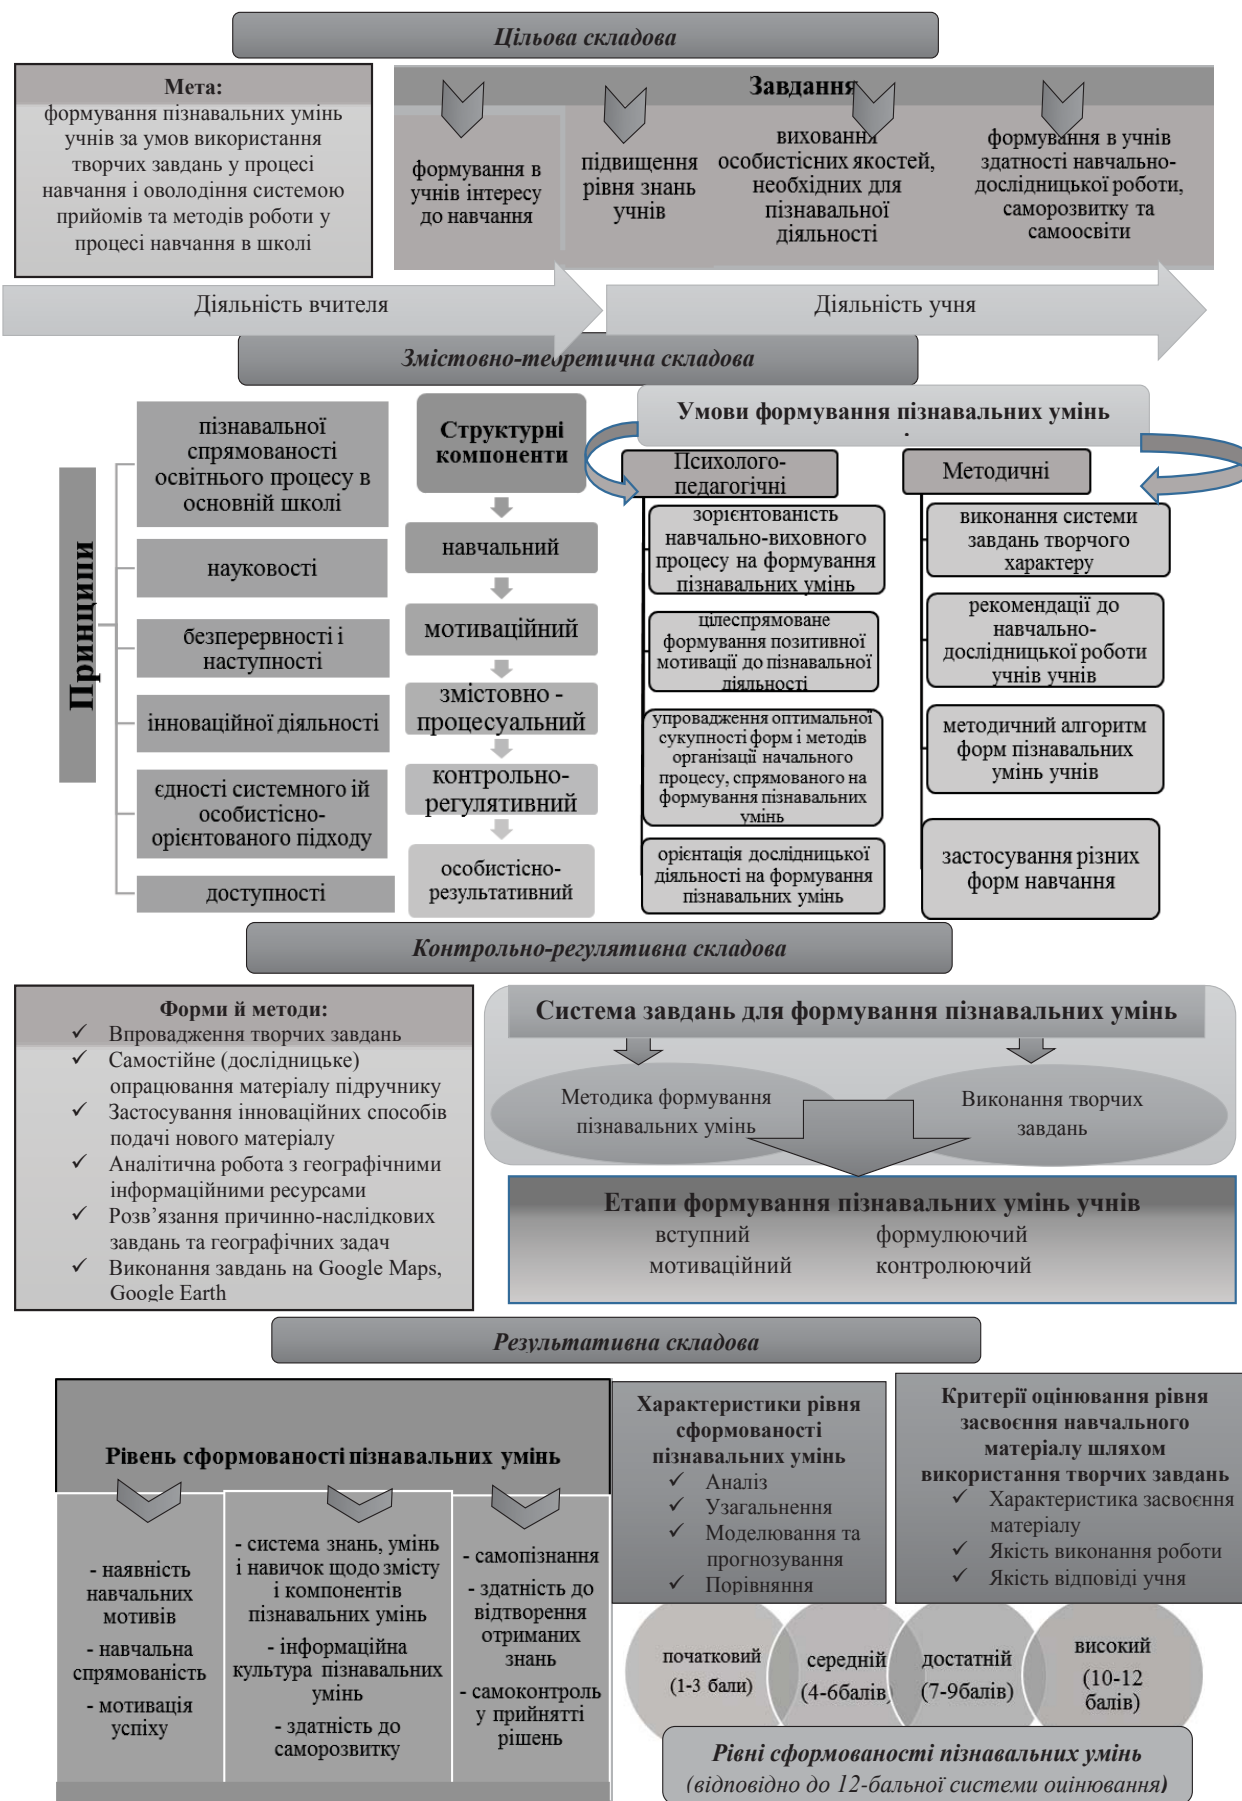 Цільова складова
Мета:
формування пізнавальних умінь
учнів за умов використання
творчих завдань у процесі
навчання і оволодіння системою
прийомів та методів роботи у
процесі навчання в школі
Завдання
формування в
учнів інтересу
до навчання
підвищення
рівня знань
учнів
виховання
особистісних якостей,
необхідних для
пізнавальної
діяльності
формування в учнів
здатності навчально-
дослідницької роботи,
саморозвитку та
самоосвіти
Діяльність вчителя
Діяльність учня
Змістовно-теоретична складова
Принципи
пізнавальної
спрямованості
освітнього процесу в
основній школі
науковості
безперервності і
наступності
інноваційної діяльності
єдності системного ій
особистісно-
орієнтованого підходу
доступності
Структурні
компоненти
навчальний
мотиваційний
змістовно -
процесуальний
контрольно-
регулятивний
особистісно-
результативний
Умови формування пізнавальних умінь
.
Психолого-
педагогічні
зорієнтованість
навчально-виховного
процесу на формування
пізнавальних умінь
цілеспрямоване
формування позитивної
мотивації до пізнавальної
діяльності
упровадження оптимальної
сукупності форм і методів
організації начального
процесу, спрямованого на
формування пізнавальних
умінь
орієнтація дослідницької
діяльності на формування
пізнавальних умінь
Методичні
виконання системи
завдань творчого
характеру
рекомендації до
навчально-
дослідницької роботи
учнів учнів
методичний алгоритм
форм пізнавальних
умінь учнів
застосування різних
форм навчання
Контрольно-регулятивна складова
Форми й методи:
✓ Впровадження творчих завдань
✓ Самостійне (дослідницьке)
опрацювання матеріалу підручнику
✓ Застосування інноваційних способів
подачі нового матеріалу
✓ Аналітична робота з географічними
інформаційними ресурсами
✓ Розв’язання причинно-наслідкових
завдань та географічних задач
✓ Виконання завдань на Google Maps,
Google Earth
Система завдань для формування пізнавальних умінь
Методика формування
пізнавальних умінь
Виконання творчих
завдань
Етапи формування пізнавальних умінь учнів
вступний формулюючий
мотиваційний контролюючий
Результативна складова
Рівень сформованості пізнавальних умінь
- наявність
навчальних
мотивів
- навчальна
спрямованість
- мотивація
успіху
- система знань, умінь
і навичок щодо змісту
і компонентів
пізнавальних умінь
- інформаційна
культура пізнавальних
умінь
- здатність до
саморозвитку
- самопізнання
- здатність до
відтворення
отриманих
знань
- самоконтроль
у прийнятті
рішень
Характеристики рівня
сформованості
пізнавальних умінь
✓ Аналіз
✓ Узагальнення
✓ Моделювання та
прогнозування
✓ Порівняння
Критерії оцінювання рівня
засвоєння навчального
матеріалу шляхом
використання творчих завдань
✓ Характеристика засвоєння
матеріалу
✓ Якість виконання роботи
✓ Якість відповіді учня
початковий
(1-3 бали)
середній
(4-6балів)
достатній
(7-9балів)
високий
(10-12
балів)
Рівні сформованості пізнавальних умінь
(відповідно до 12-бальної системи оцінювання)